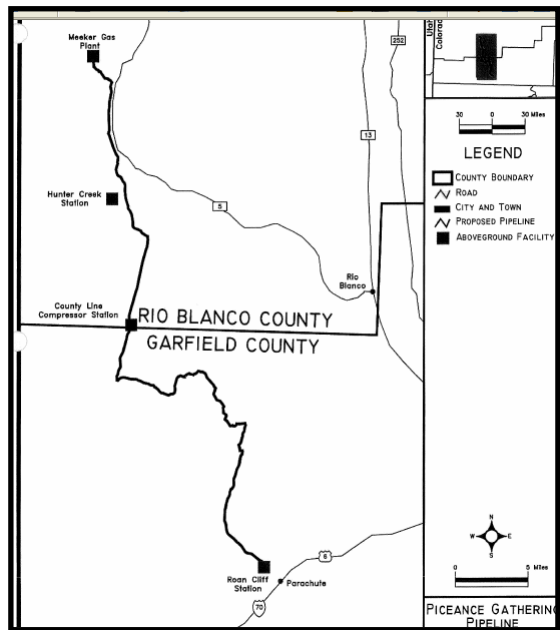 Meeker Gas
Plant
252
13
Hunter Creek
Station
5
Rio
Blanco
County Line
Compressor Station
RIO BLANCO COUNTY
GARFIELD COUNTY
6
Roan Cliff
Station
Parachute
70
Utah
Colorado
30 0 30 Miles
LEGEND
County Boundary
Road
City and Town
Proposed Pipeline
Aboveground Facility
N
W E
S
0 5 Miles
PICEANCE GATHERIN
PIPELINE